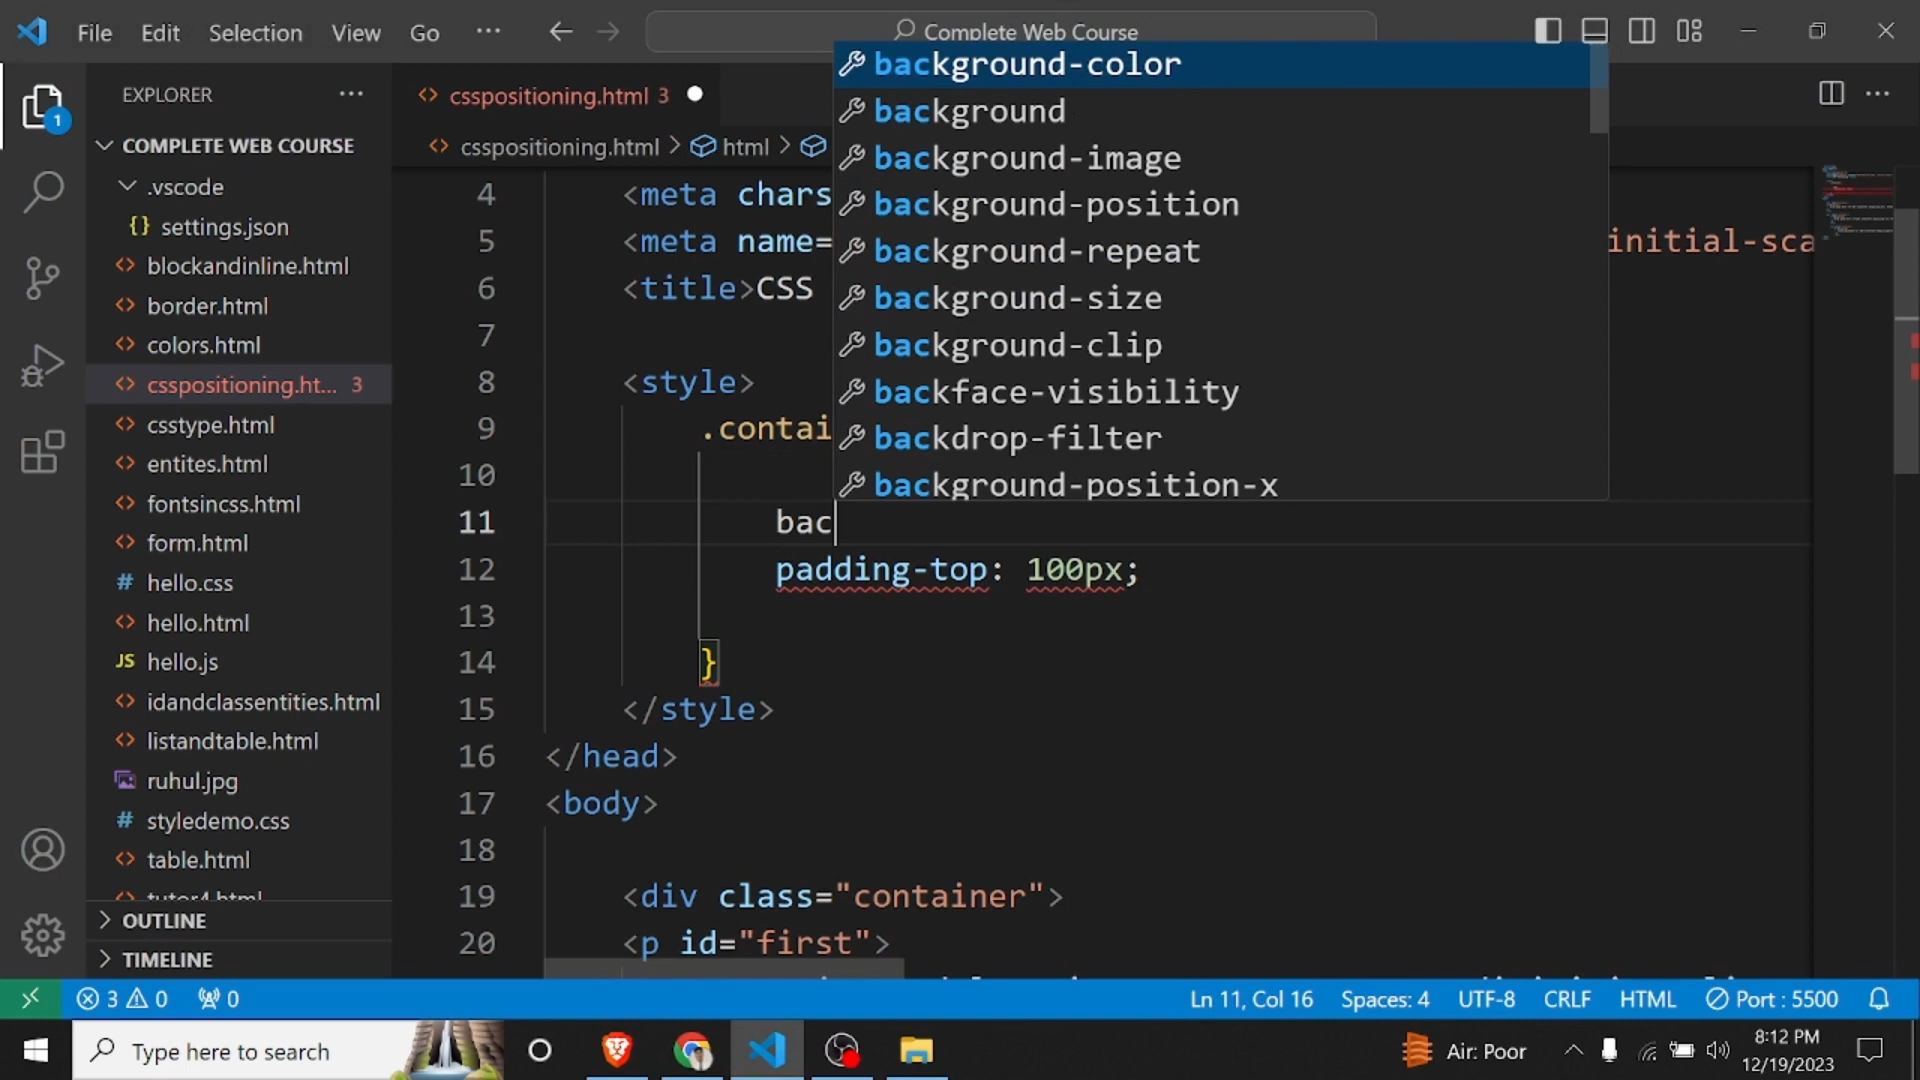 File Edit Selection View Go ··· Complete Web Course
EXPLORER ···
1
COMPLETE WEB COURSE
.vscode
{} settings.json
<> blockandinline.html
<> border.html
<> colors.html
<> csspositioning.ht... 3
<> csstype.html
<> entites.html
<> fontsincss.html
<> form.html
# hello.css
<> hello.html
JS hello.js
<> idandclassentities.html
<> listandtable.html
ruhul.jpg
# styledemo.css
<> table.html
<> tutor4.html
OUTLINE
TIMELINE
<> csspositioning.html 3
<> csspositioning.html > html >
background-color
background
background-image
background-position
background-repeat
background-size
background-clip
backface-visibility
backdrop-filter
background-position-x
4 <meta chars
5 <meta name= initial-sca
6 <title>CSS
7
8 <style>
9 .contai
10
11 bac
12 padding-top: 100px;
13
14 }
15 </style>
16 </head>
17 <body>
18
19 <div class="container">
20 <p id="first">
3 0 0 Ln 11, Col 16 Spaces: 4 UTF-8 CRLF HTML Port : 5500
Type here to search Air: Poor 8:12 PM
12/19/2023